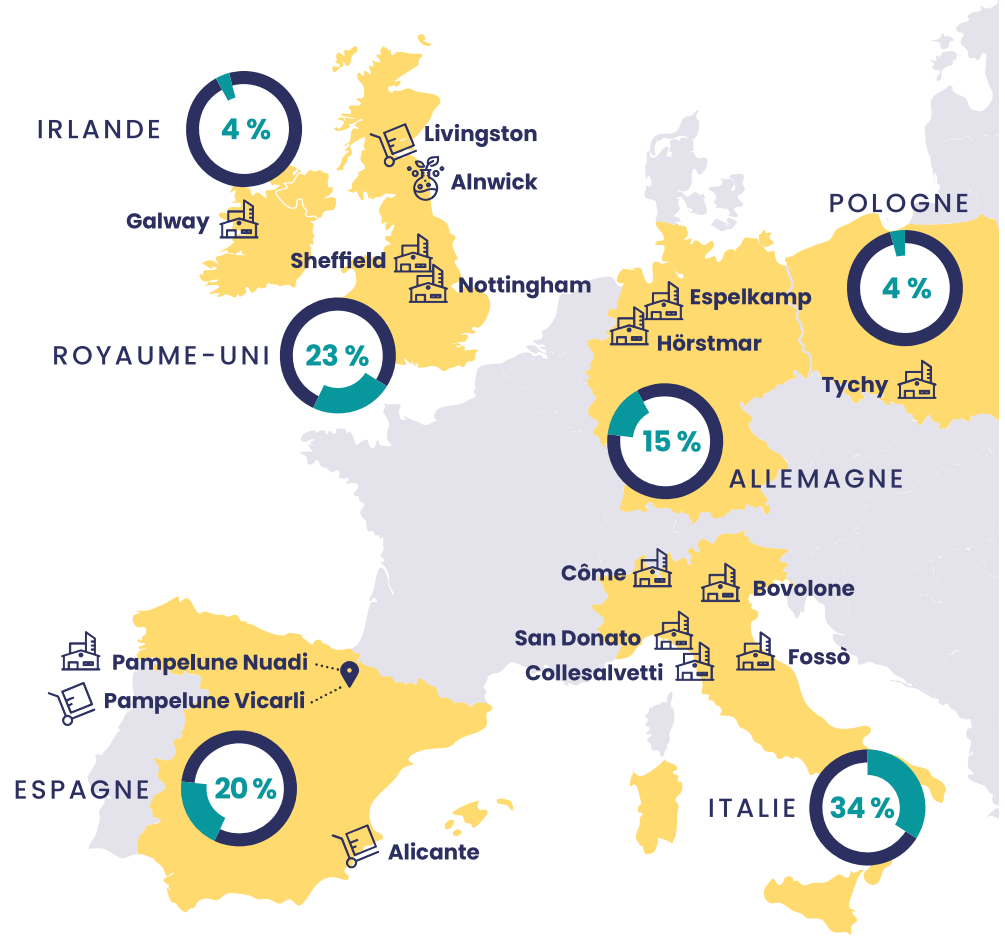 IRLANDE
4 %
Livingston
Alnwick
Galway
Sheffield
Nottingham
ROYAUME-UNI
23 %
POLOGNE
4 %
Espelkamp
Hörstmar
Tychy
15 %
ALLEMAGNE
Côme
Bovolone
San Donato
Collesalvetti
Fossò
Pampelune Nuadi
Pampelune Vicarli
ESPAGNE
20 %
Alicante
ITALIE
34 %